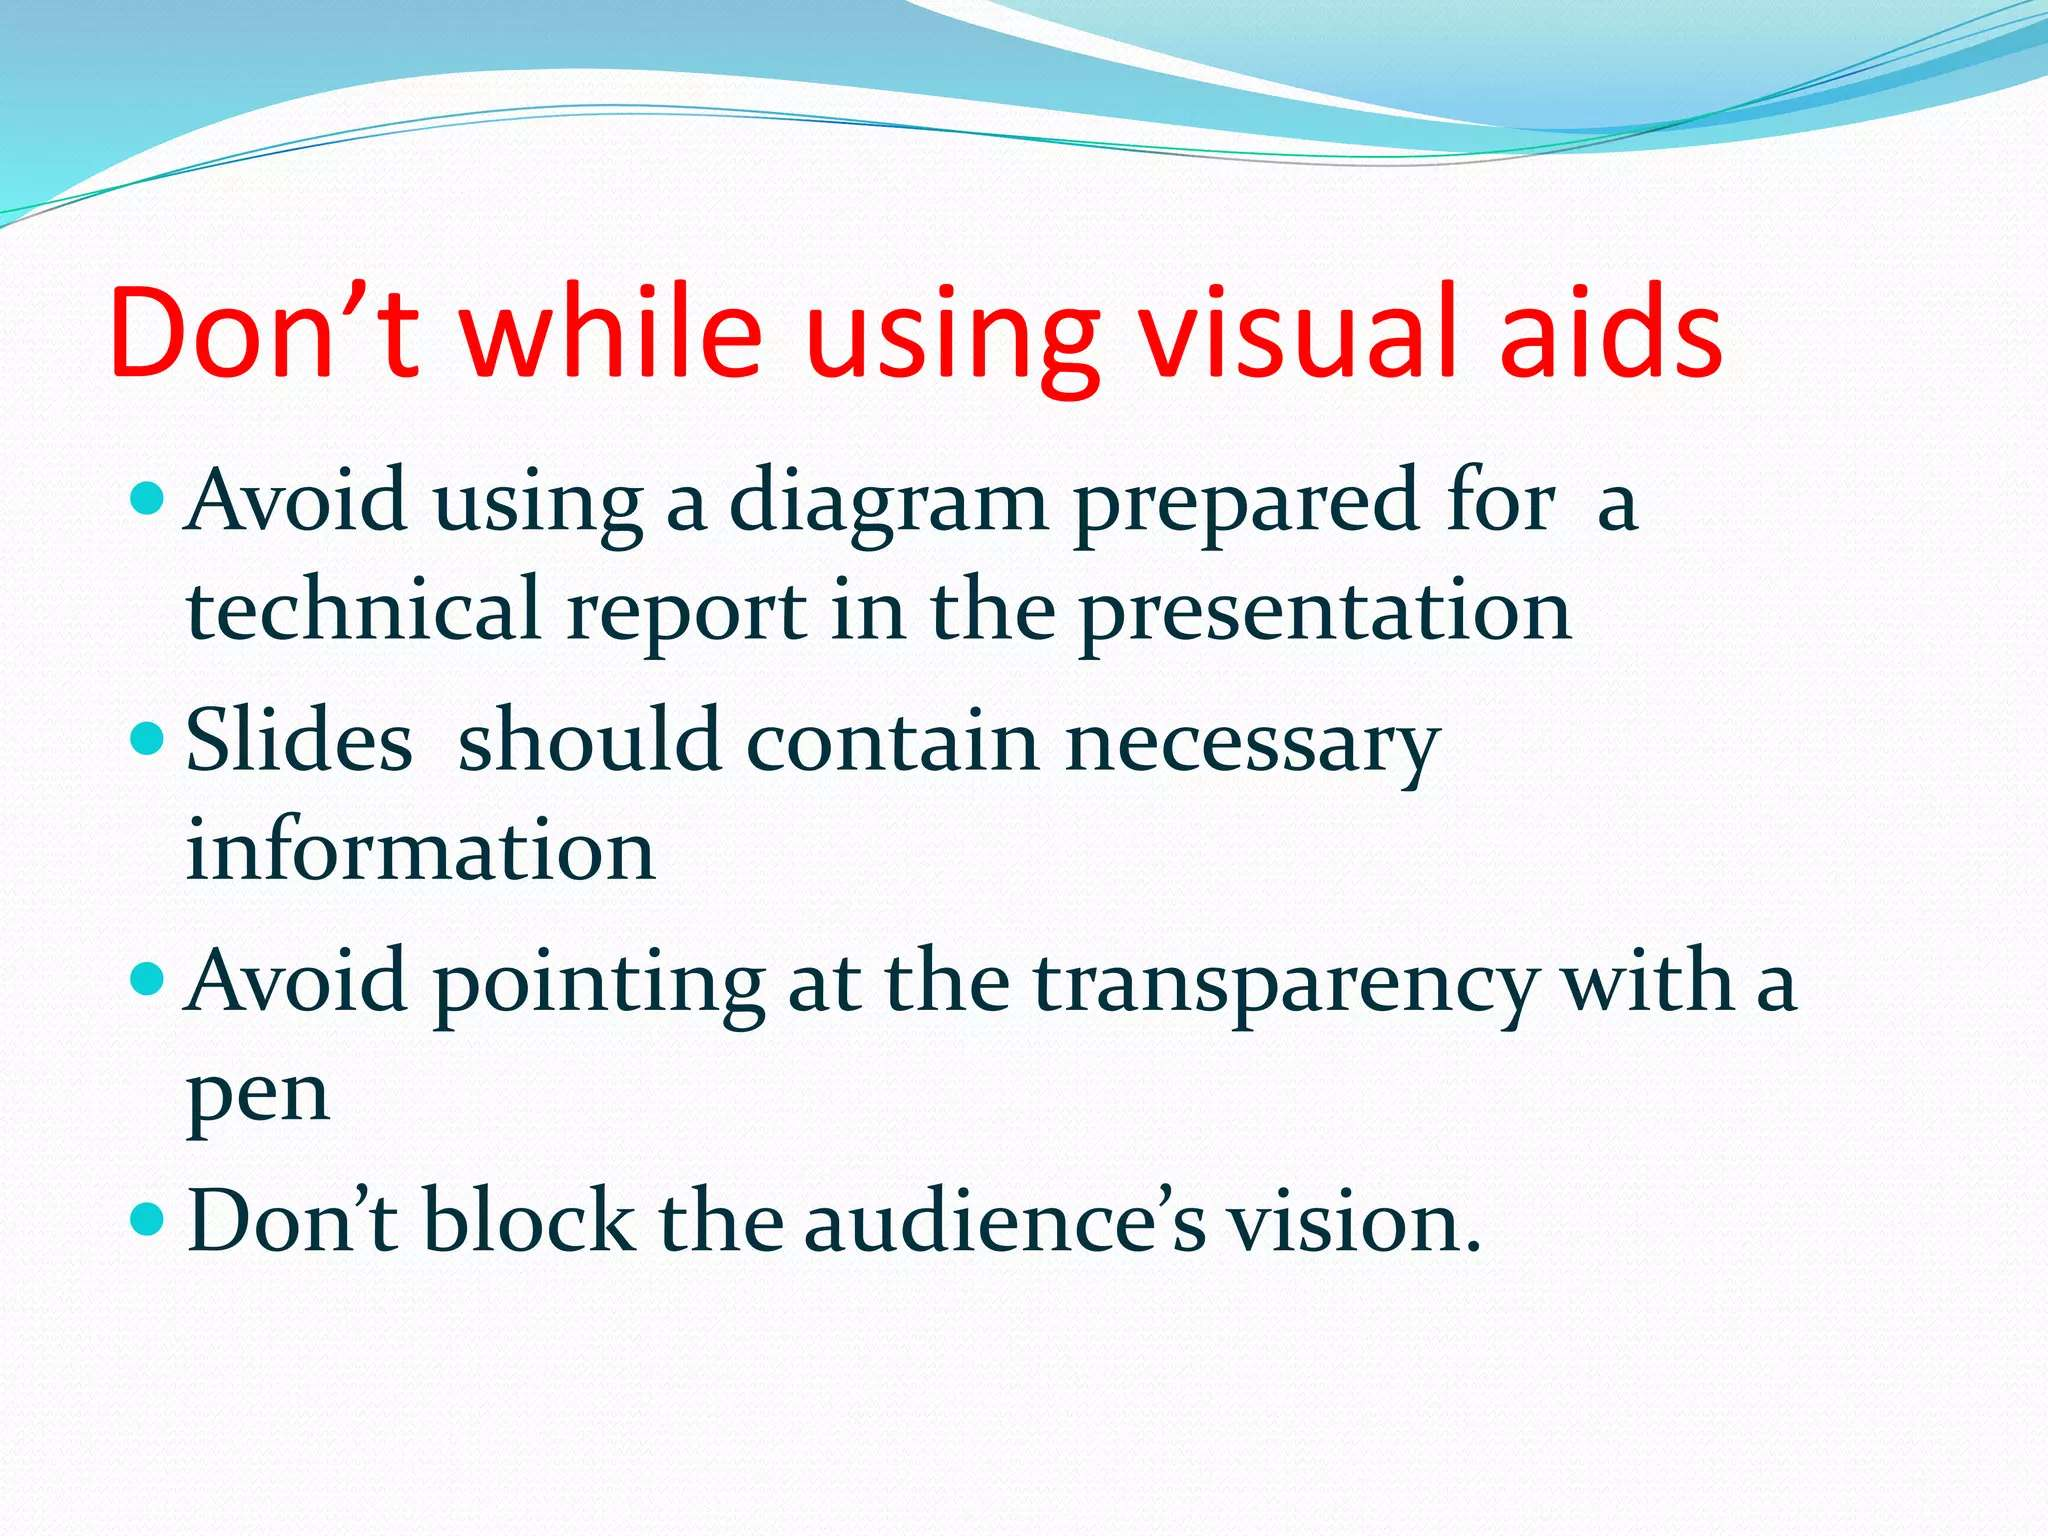 Don’t while using visual aids
• Avoid using a diagram prepared for  a
technical report in the presentation
• Slides  should contain necessary
information
• Avoid pointing at the transparency with a
pen
• Don’t block the audience’s vision.